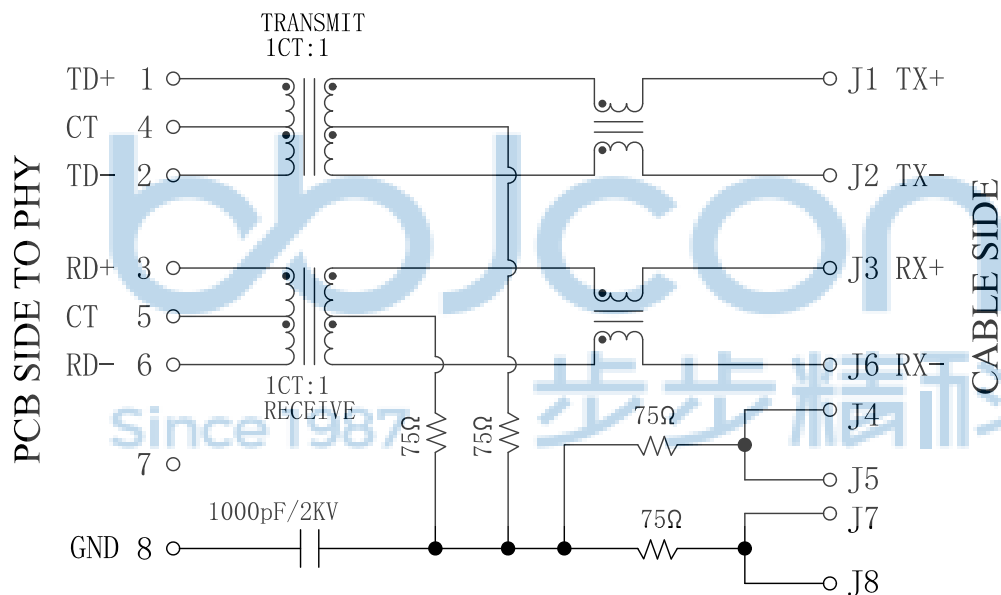 TRANSMIT
1CT:1
TD+ 1
J1 TX+
CT 4
TD- 2
J2 TX-
RD+ 3
J3 RX+
CT 5
RD- 6
J6 RX-
1CT:1
RECEIVE
PCB SIDE TO PHY
CABLE SIDE
75Ω
75Ω
75Ω
J4
7
J5
1000pF/2KV
75Ω
J7
GND 8
J8
bbjcon
Since 1987
步步精科